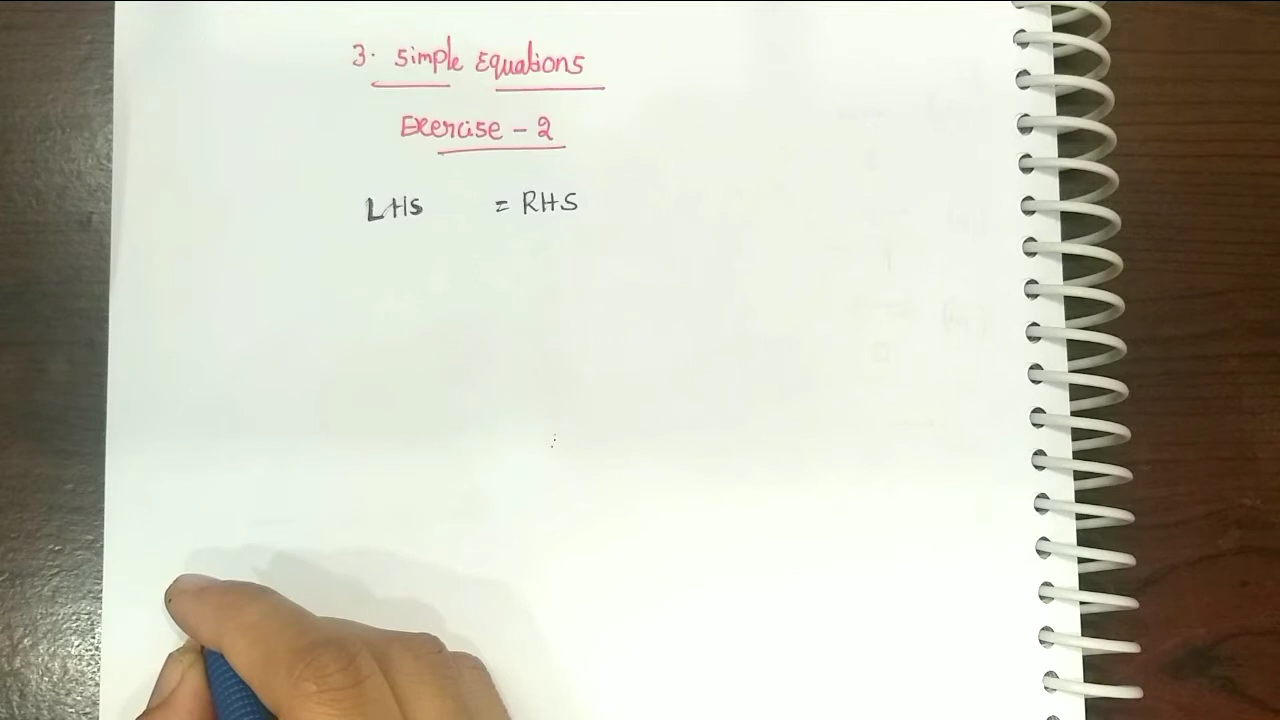 3. Simple Equations
Exercise - 2
LHS = RHS